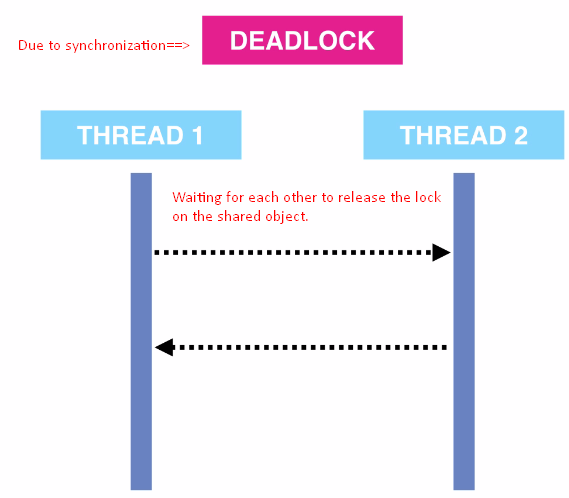 Due to synchronization==>
DEADLOCK
THREAD 1
THREAD 2
Waiting for each other to release the lock
on the shared object.